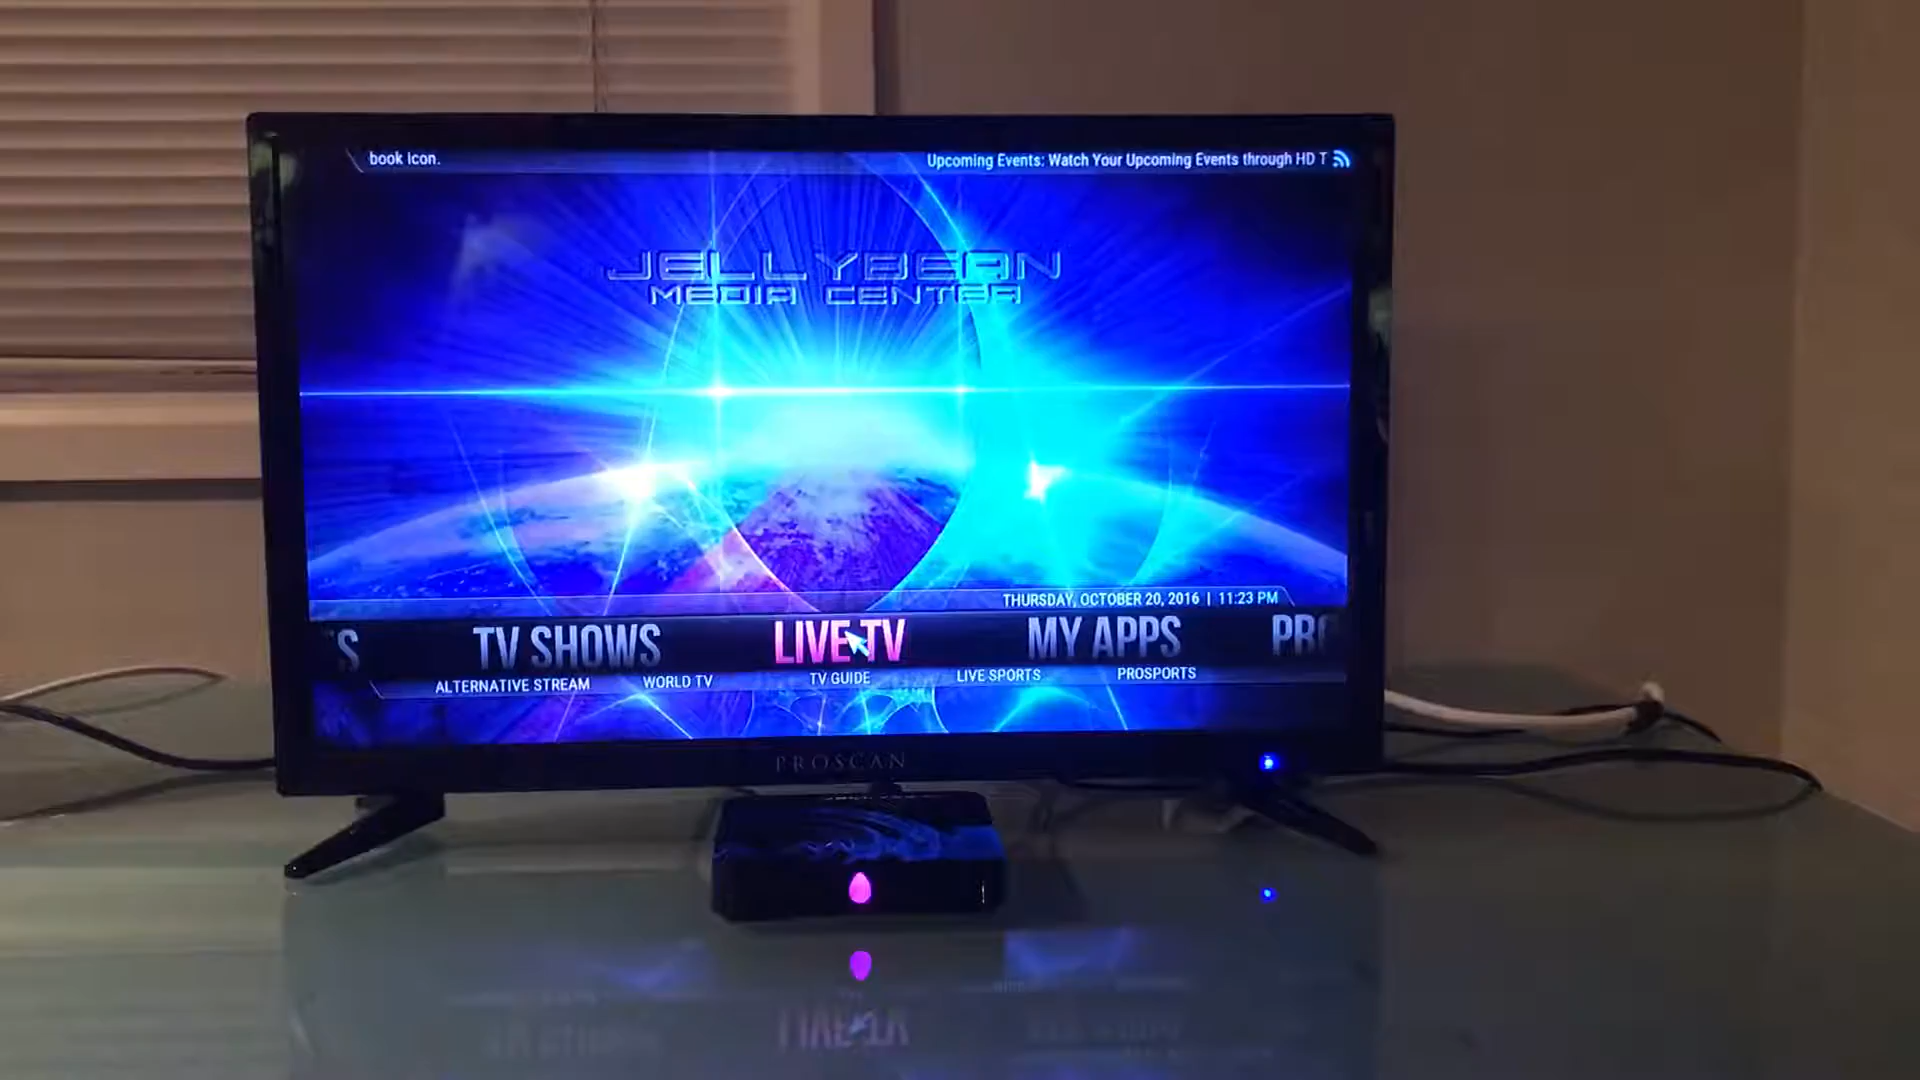 book Icon.
Upcoming Events: Watch Your Upcoming Events through HD T
JELLYBEAN
MEDIA CENTER
THURSDAY, OCTOBER 20, 2016 | 11:23 PM
S TV SHOWS LIVE TV MY APPS PRO
ALTERNATIVE STREAM WORLD TV TV GUIDE LIVE SPORTS PROSPORTS
PROSCAN